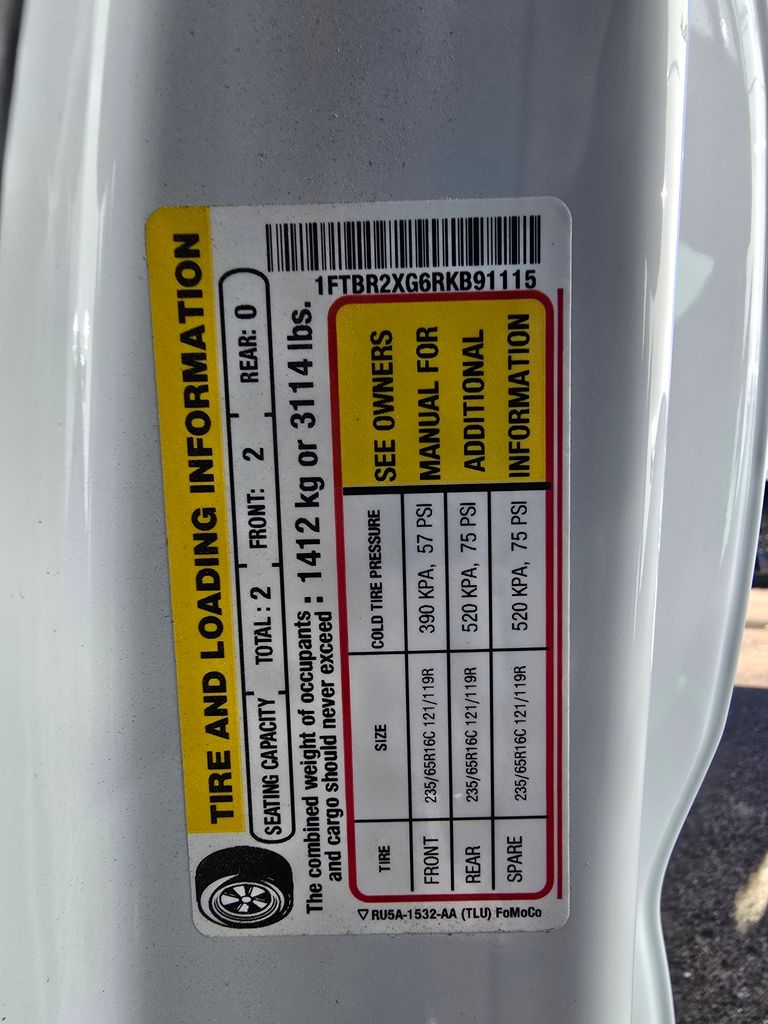 TIRE AND LOADING INFORMATION
SEATING CAPACITY TOTAL : 2 FRONT: 2 REAR: 0
The combined weight of occupants
and cargo should never exceed : 1412 kg or 3114 lbs.
1FTBR2XG6RKB91115
TIRE SIZE COLD TIRE PRESSURE
FRONT 235/65R16C 121/119R 390 KPA, 57 PSI
REAR 235/65R16C 121/119R 520 KPA, 75 PSI
SPARE 235/65R16C 121/119R 520 KPA, 75 PSI
SEE OWNERS
MANUAL FOR
ADDITIONAL
INFORMATION
RU5A-1532-AA (TLU) FoMoCo